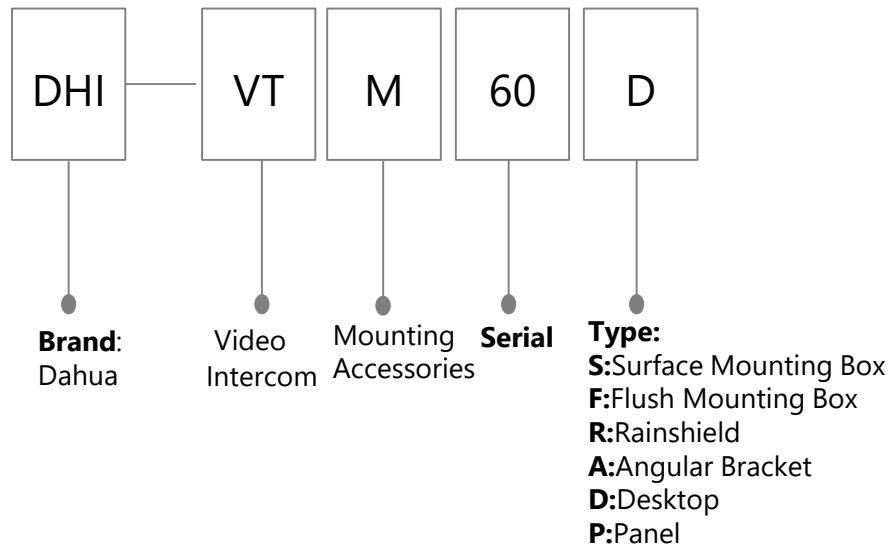 DHI VT M 60 D
Brand:
Dahua
Video
Intercom
Mounting
Accessories
Serial
Type:
S:Surface Mounting Box
F:Flush Mounting Box
R:Rainshield
A:Angular Bracket
D:Desktop
P:Panel